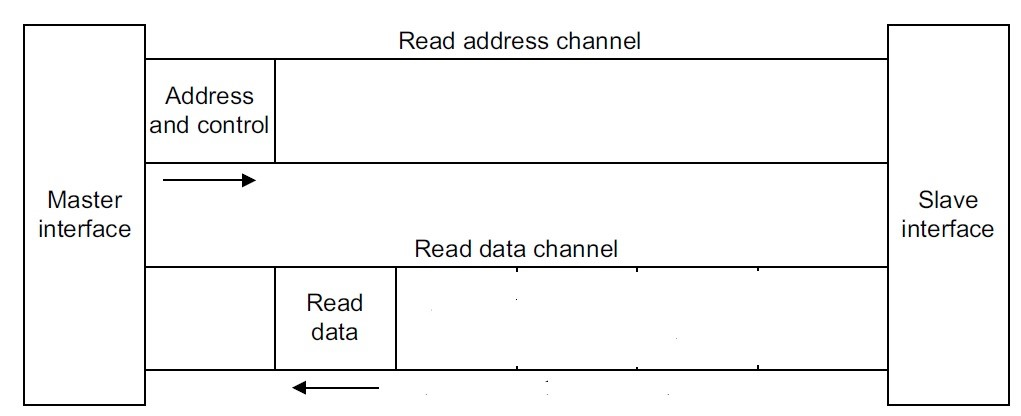 Read address channel
Address
and control
Master
interface
Slave
interface
Read data channel
Read
data